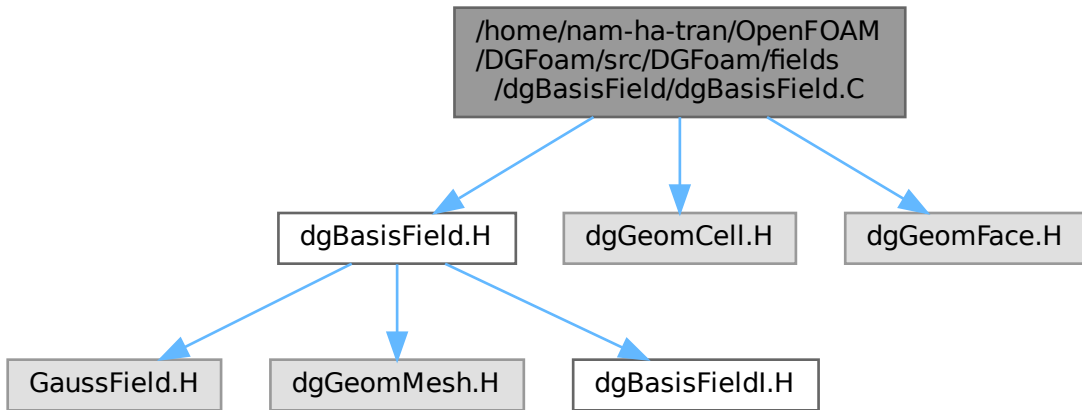 /home/nam-ha-tran/OpenFOAM
/DGFoam/src/DGFoam/fields
/dgBasisField/dgBasisField.C
dgBasisField.H
dgGeomCell.H
dgGeomFace.H
GaussField.H
dgGeomMesh.H
dgBasisFieldI.H